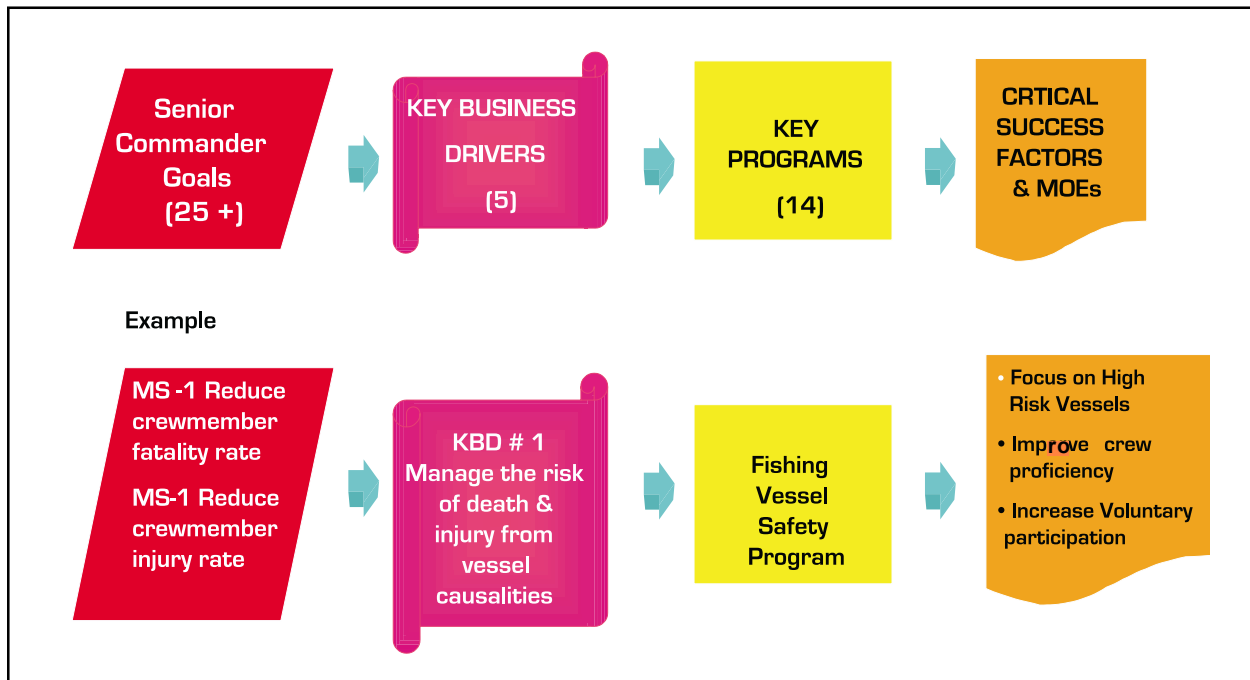 Senior
Commander
Goals
(25 +)
KEY BUSINESS
DRIVERS
(5)
KEY
PROGRAMS
(14)
CRTICAL
SUCCESS
FACTORS
& MOEs
Example
MS -1 Reduce
crewmember
fatality rate
MS-1 Reduce
crewmember
injury rate
KBD # 1
Manage the risk
of death &
injury from
vessel
causalities
Fishing
Vessel
Safety
Program
• Focus on High
Risk Vessels
• Improve crew
proficiency
• Increase Voluntary
participation